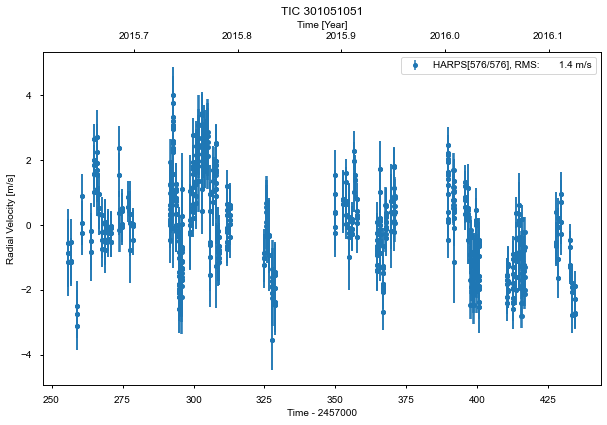 TIC 301051051
Time [Year]
2015.7 2015.8 2015.9 2016.0 2016.1
HARPS[576/576], RMS: 1.4 m/s
4
2
0
−2
−4
Radial Velocity [m/s]
250 275 300 325 350 375 400 425
Time - 2457000